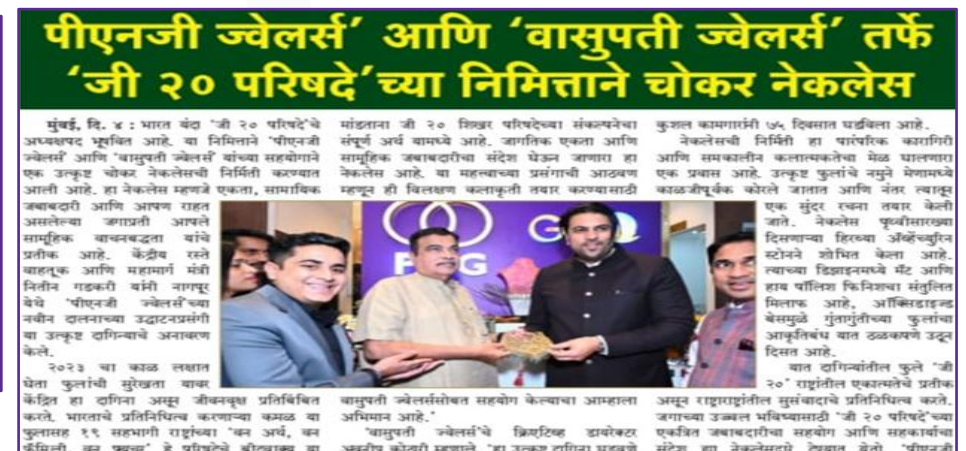 पीएनजी ज्वेलर्स’ आणि ‘वासुपती ज्वेलर्स’ तर्फे
‘जी २० परिषदे’च्या निमित्ताने चोकर नेकलेस
मुंबई, दि. ४ : भारत यंदा ‘जी २० परिषदे’चे
अध्यक्षपद भूषवित आहे. या निमित्ताने ‘पीएनजी
ज्वेलर्स’ आणि ‘वासुपती ज्वेलर्स’ यांच्या सहयोगाने
एक उत्कृष्ट चोकर नेकलेसची निर्मिती करण्यात
आली आहे. हा नेकलेस म्हणजे एकता, सामायिक
जबाबदारी आणि आपण राहत
असलेल्या जगाप्रती आपले
सामूहिक वाचनबद्धता यांचे
प्रतीक आहे. केंद्रीय रस्ते
वाहतूक आणि महामार्ग मंत्री
नितीन गडकरी यांनी नागपूर
येथे ‘पीएनजी ज्वेलर्स’च्या
नवीन दालनाच्या उद्घाटनप्रसंगी
या उत्कृष्ट दागिन्याचे अनावरण
केले.
२०२३ चा काळ लक्षात
घेता फुलांची सुरेखता यावर
केंद्रित हा दागिना असून जीवनवृक्ष प्रतिबिंबित
करते. भारताचे प्रतिनिधित्व करणाऱ्या कमळ या
फुलासह १९ सहभागी राष्ट्रांच्या ‘वन अर्थ, वन
मांडताना जी २० शिखर परिषदेच्या संकल्पनेचा
संपूर्ण अर्थ यामध्ये आहे. जागतिक एकता आणि
सामूहिक जबाबदारीचा संदेश घेऊन जाणारा हा
नेकलेस आहे. या महत्त्वाच्या प्रसंगाची आठवण
म्हणून ही विलक्षण कलाकृती तयार करण्यासाठी
P G
G Q
वासुपती ज्वेलर्ससोबत सहयोग केल्याचा आम्हाला
अभिमान आहे.’
‘वासुपती ज्वेलर्स’चे क्रिएटिव्ह डायरेक्टर
कुशल कामगारांनी ७५ दिवसात घडविला आहे.
नेकलेसची निर्मिती हा पारंपरिक कारागिरी
आणि समकालीन कलात्मकतेचा मेळ घालणारा
एक प्रवास आहे. उत्कृष्ट फुलांचे नमुने मेणामध्ये
काळजीपूर्वक कोरले जातात आणि नंतर त्यातून
एक सुंदर रचना तयार केली
जाते. नेकलेस पृथ्वीसारख्या
दिसणाऱ्या हिरव्या अ‍ॅव्हेंच्युरिन
स्टोनने शोभित केला आहे.
त्याच्या डिझाइनमध्ये मॅट आणि
हाय पॉलिश फिनिशचा संतुलित
मिलाफ आहे, ऑक्सिडाइज्ड
बेसमुळे गुंतागुंतीच्या फुलांचा
आकृतिबंध यात ठळकपणे उठून
दिसत आहे.
यात दागिन्यांतील फुले ‘जी
२०’ राष्ट्रांतील एकात्मतेचे प्रतीक
असून राष्ट्राराष्ट्रांतील सुसंवादाचे प्रतिनिधित्व करते.
जगाच्या उज्ज्वल भविष्यासाठी ‘जी २० परिषदे’च्या
एकत्रित जबाबदारीचा सहयोग आणि सहकार्याचा